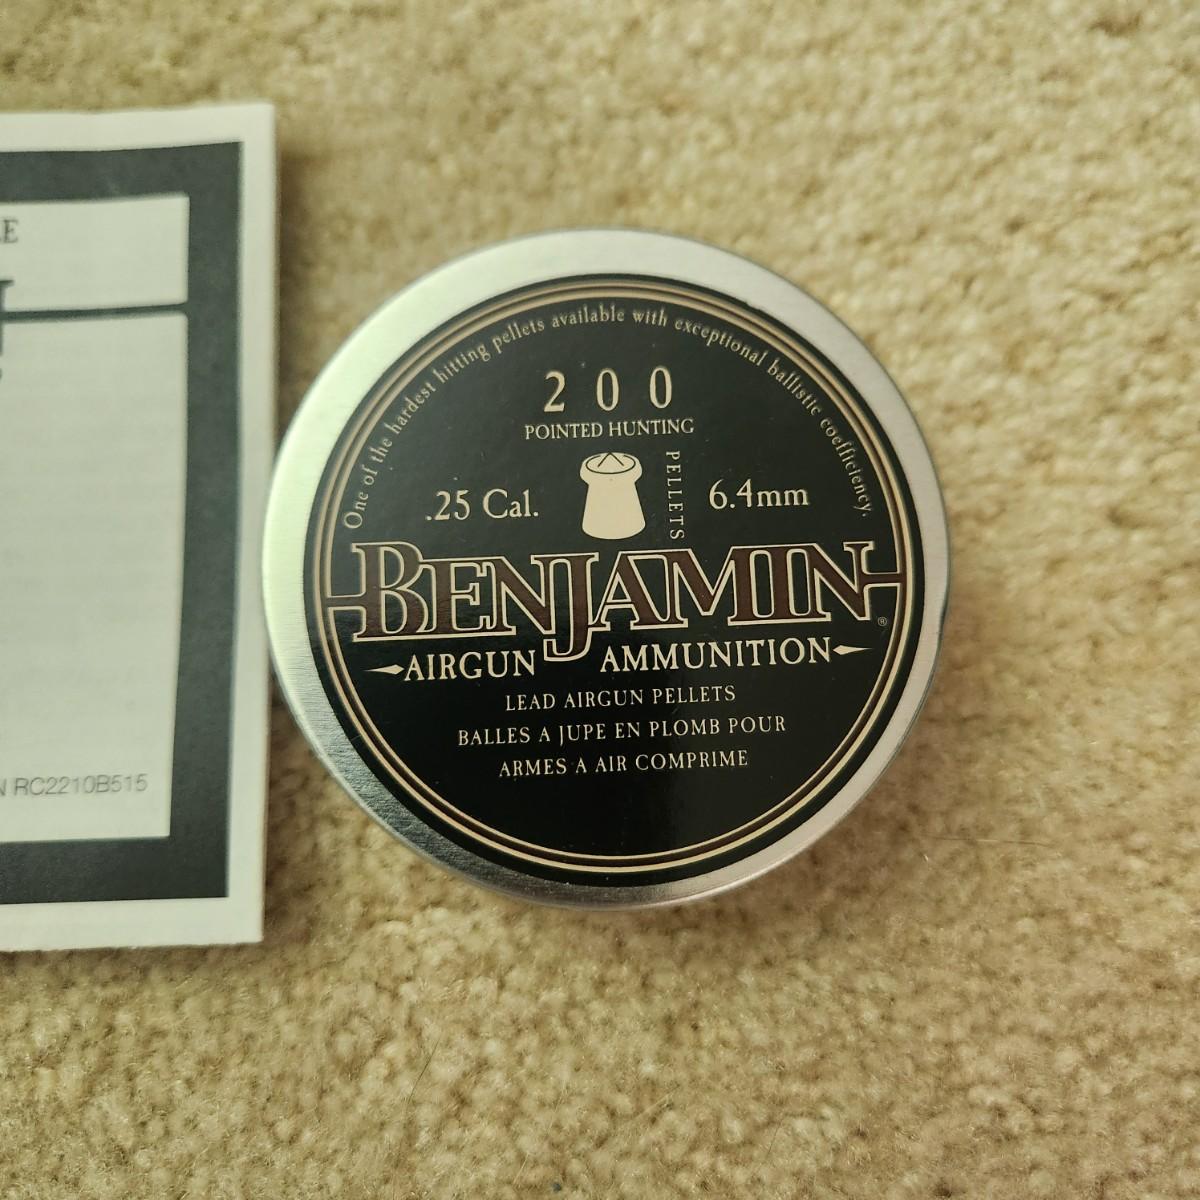 LE
N RC2210B515
One of the hardest hitting pellets available with exceptional ballistic coefficiency.
200
POINTED HUNTING
PELLETS
.25 Cal.
6.4mm
BENJAMIN®
AIRGUN AMMUNITION
LEAD AIRGUN PELLETS
BALLES A JUPE EN PLOMB POUR
ARMES A AIR COMPRIME